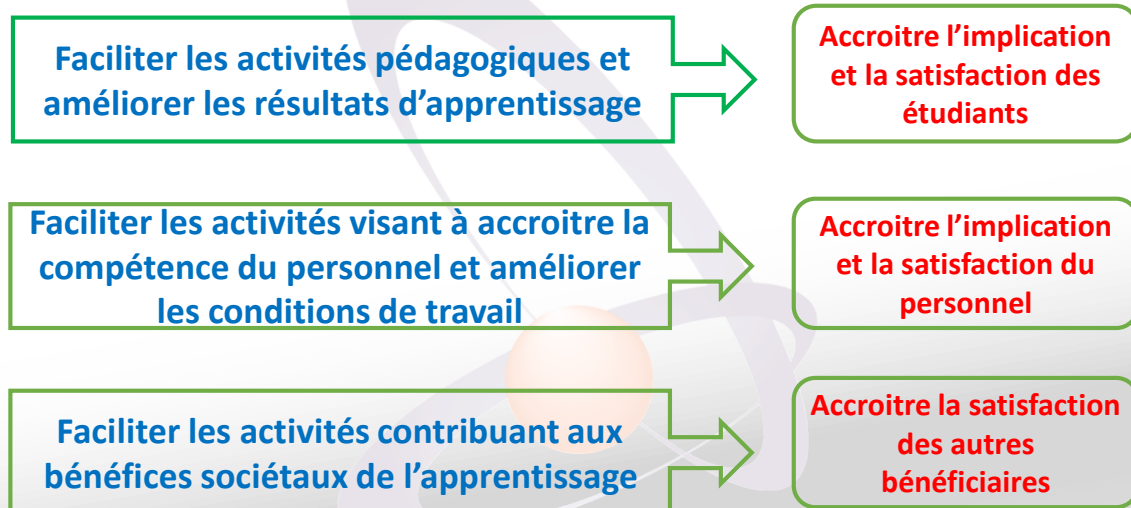 Faciliter les activités pédagogiques et
améliorer les résultats d'apprentissage
Accroitre l'implication
et la satisfaction des
étudiants
Faciliter les activités visant à accroitre la
compétence du personnel et améliorer
les conditions de travail
Accroitre l'implication
et la satisfaction du
personnel
Faciliter les activités contribuant aux
bénéfices sociétaux de l'apprentissage
Accroitre la satisfaction
des autres
bénéficiaires